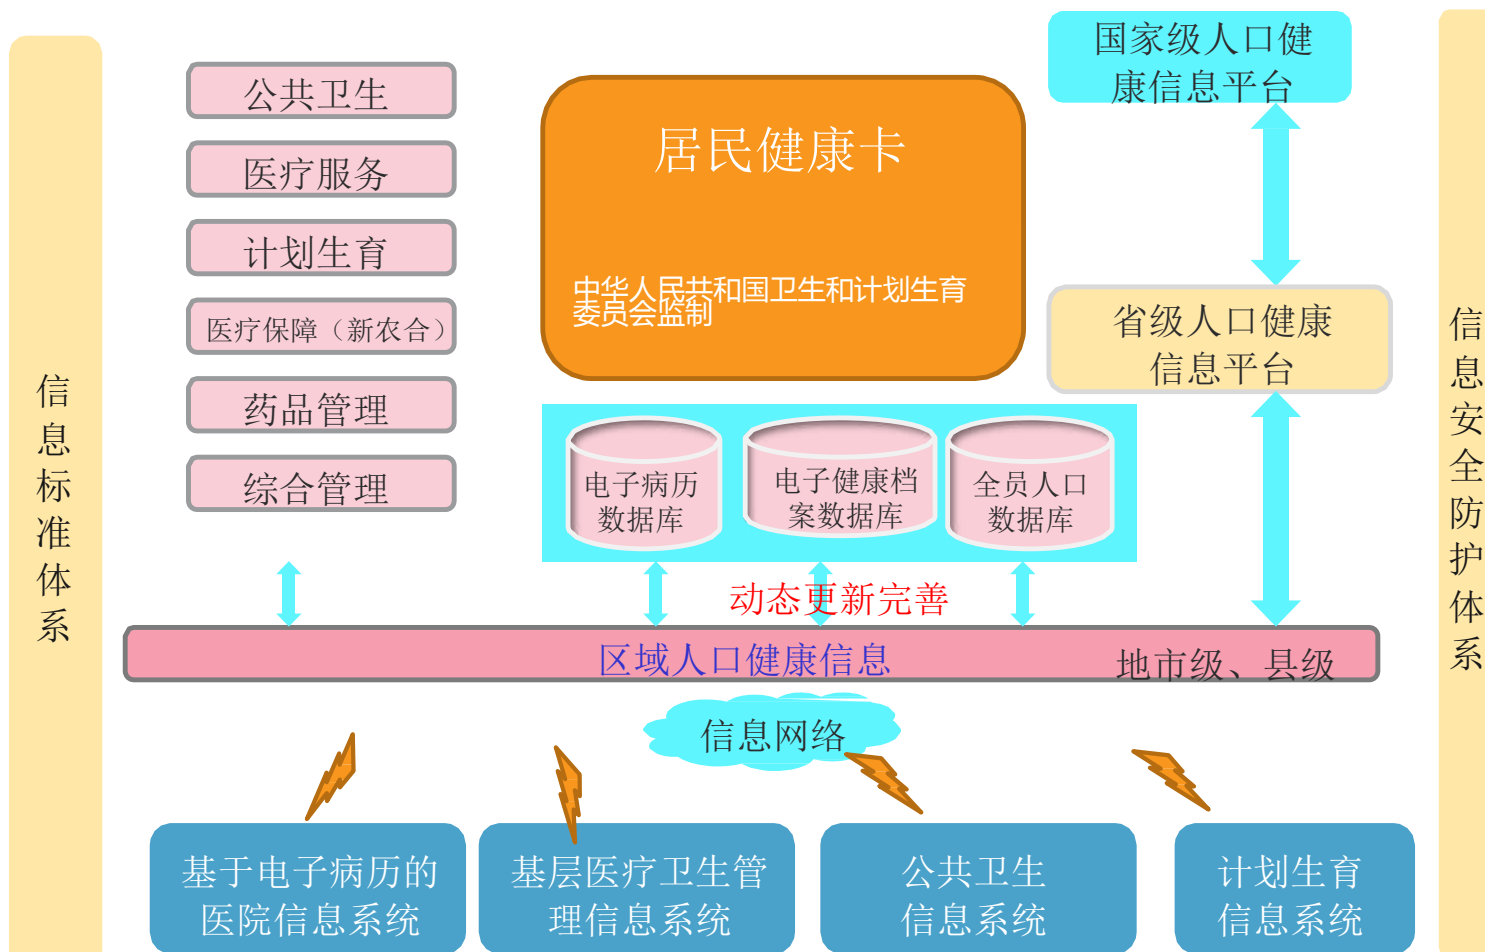 信息标准体系
公共卫生
医疗服务
计划生育
医疗保障（新农合）
药品管理
综合管理
居民健康卡
中华人民共和国卫生和计划生育
委员会监制
国家级人口健
康信息平台
省级人口健康
信息平台
电子病历
数据库
电子健康档
案数据库
全员人口
数据库
动态更新完善
区域人口健康信息
地市级、县级
信息网络
基于电子病历的
医院信息系统
基层医疗卫生管
理信息系统
公共卫生
信息系统
计划生育
信息系统
信息安全防护体系